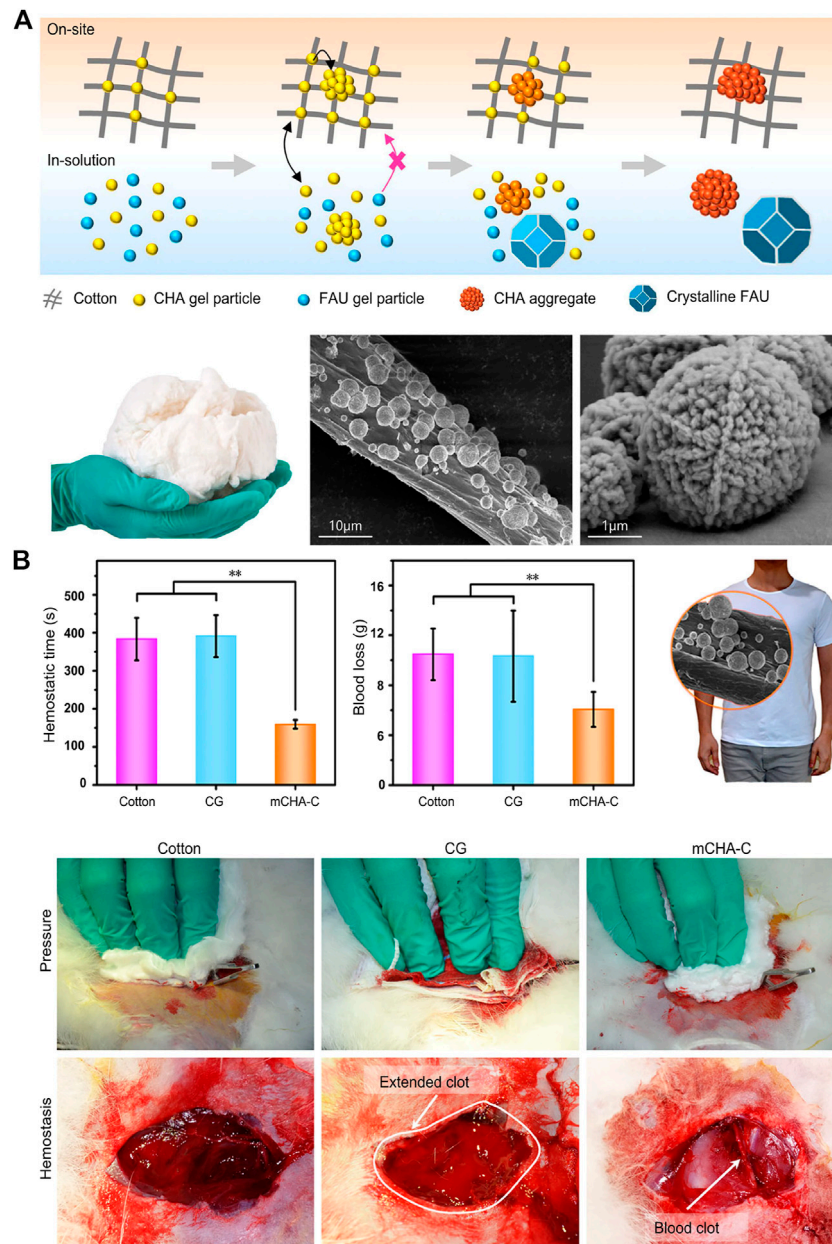 A
On-site
In-solution
Cotton
CHA gel particle
FAU gel particle
CHA aggregate
Crystalline FAU
10μm
1μm
B
Hemostatic time (s)
500
400
300
200
100
0
**
Cotton
CG
mCHA-C
Blood loss (g)
16
12
10
6
4
0
**
Cotton
CG
mCHA-C
Cotton
CG
mCHA-C
Pressure
Hemostasis
Extended clot
Blood clot